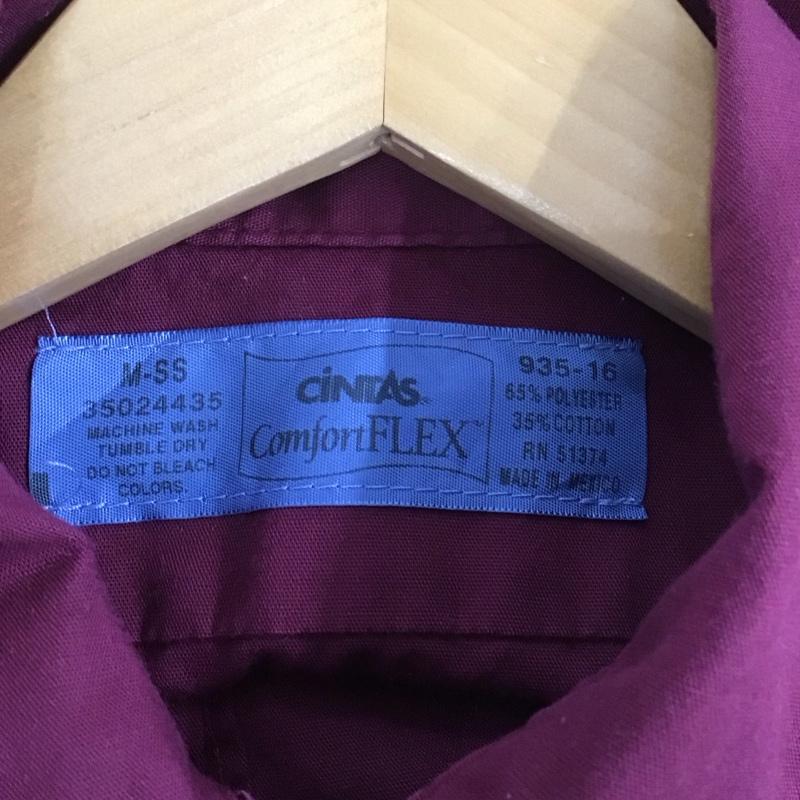 M-SS
35024435
MACHINE WASH
TUMBLE DRY
DO NOT BLEACH
COLORS.
CINTAS®
ComfortFLEX™
935-16
65% POLYESTER
35% COTTON
RN 51374
MADE IN MEXICO